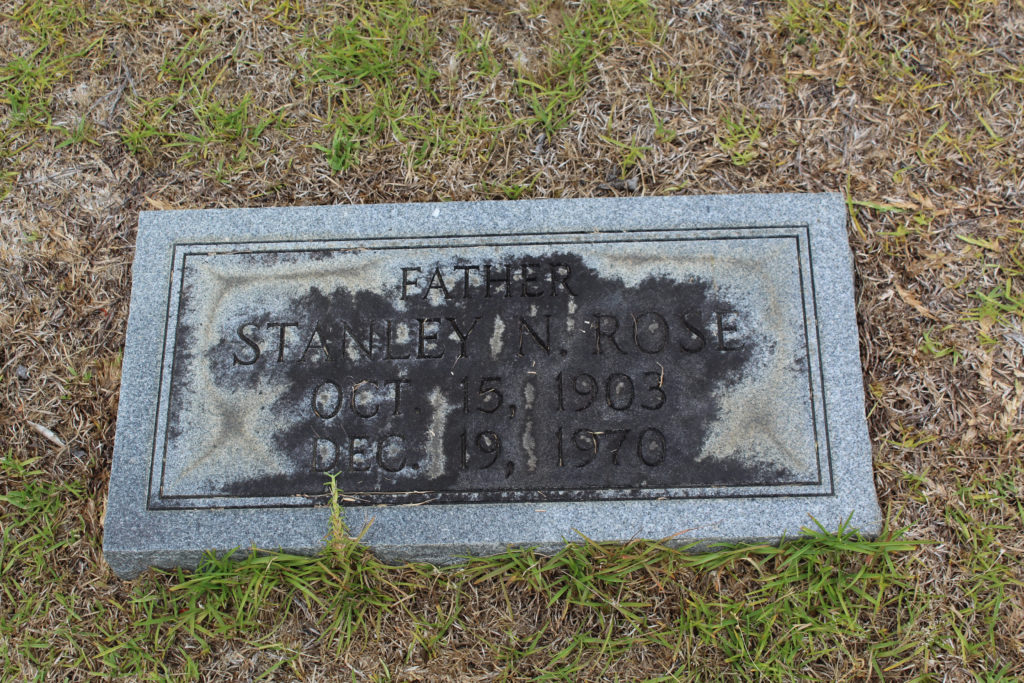 FATHER
STANLEY N. ROSE
OCT. 15, 1903
DEC. 19, 1970